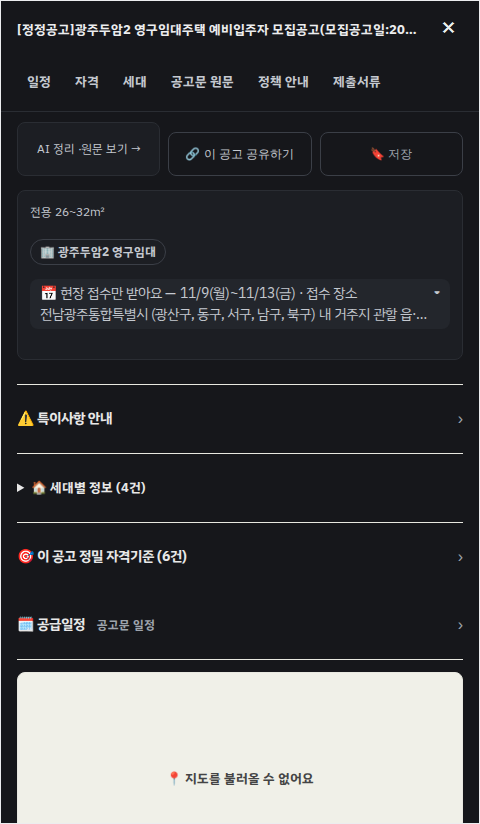 [정정공고]광주두암2 영구임대주택 예비입주자 모집공고(모집공고일:20...
✕
일정 자격 세대 공고문 원문 정책 안내 제출서류
AI 정리 ·원문 보기 →
🔗 이 공고 공유하기
🔖 저장
전용 26~32m²
🏢 광주두암2 영구임대
📅 현장 접수만 받아요 — 11/9(월)~11/13(금) · 접수 장소
전남광주통합특별시 (광산구, 동구, 서구, 남구, 북구) 내 거주지 관할 읍·...
⚠️ 특이사항 안내 ›
▶ 🏠 세대별 정보 (4건)
🎯 이 공고 정밀 자격기준 (6건) ›
🗓️ 공급일정 공고문 일정 ›
📍 지도를 불러올 수 없어요